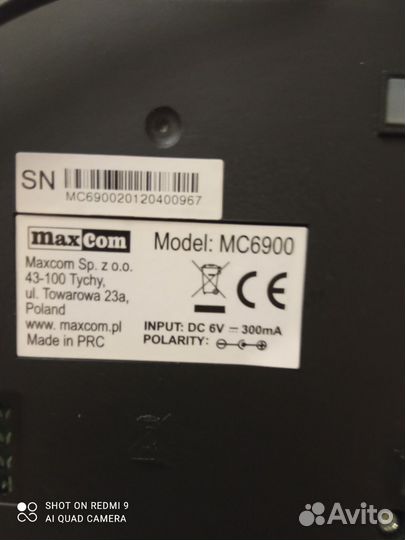 SN
MC690020120400967
maxcom Model: MC6900
Maxcom Sp. z o.o.
43-100 Tychy,
ul. Towarowa 23a,
Poland
www. maxcom.pl
Made in PRC
INPUT: DC 6V 300mA
POLARITY:
CE
SHOT ON REDMI 9
AI QUAD CAMERA
Avito